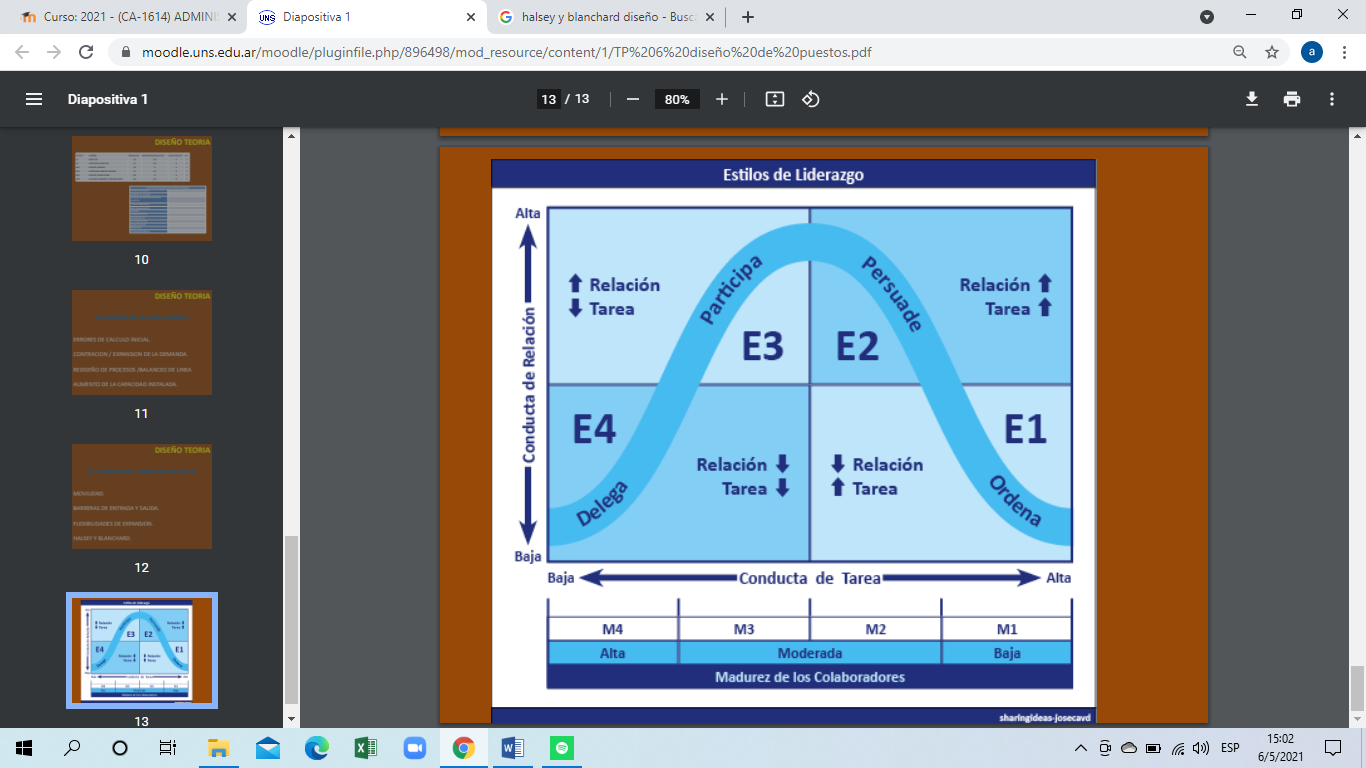 Curso: 2021 - (CA-1614) ADMINIS
UNS
Diapositiva 1
halsey y blanchard diseño - Busca
moodle.uns.edu.ar/moodle/pluginfile.php/896498/mod_resource/content/1/TP%206%20diseño%20de%20puestos.pdf
a
Diapositiva 1
13 / 13
80%
DISEÑO TEORIA
10
DISEÑO TEORIA
ERRORES DE CALCULO INICIAL.
CONTRACION / EXPANSION DE LA DEMANDA.
REDISEÑO DE PROCESOS /BALANCEO DE LINEA
AUMENTO DE LA CAPACIDAD INSTALADA.
11
DISEÑO TEORIA
MOVILIDAD.
BARRERAS DE ENTRADA Y SALIDA.
FLEXIBILIDADES DE EXPANSION.
HALSEY Y BLANCHARD.
12
13
Estilos de Liderazgo
Alta
Conducta de Relación
Baja
Relación
Tarea
Participa
E3
Persuade
E2
Relación
Tarea
E4
Delega
Relación
Tarea
Relación
Tarea
E1
Ordena
Baja
Conducta de Tarea
Alta
M4 M3 M2 M1
Alta Moderada Baja
Madurez de los Colaboradores
sharingideas-josecavd
ESP
15:02
6/5/2021